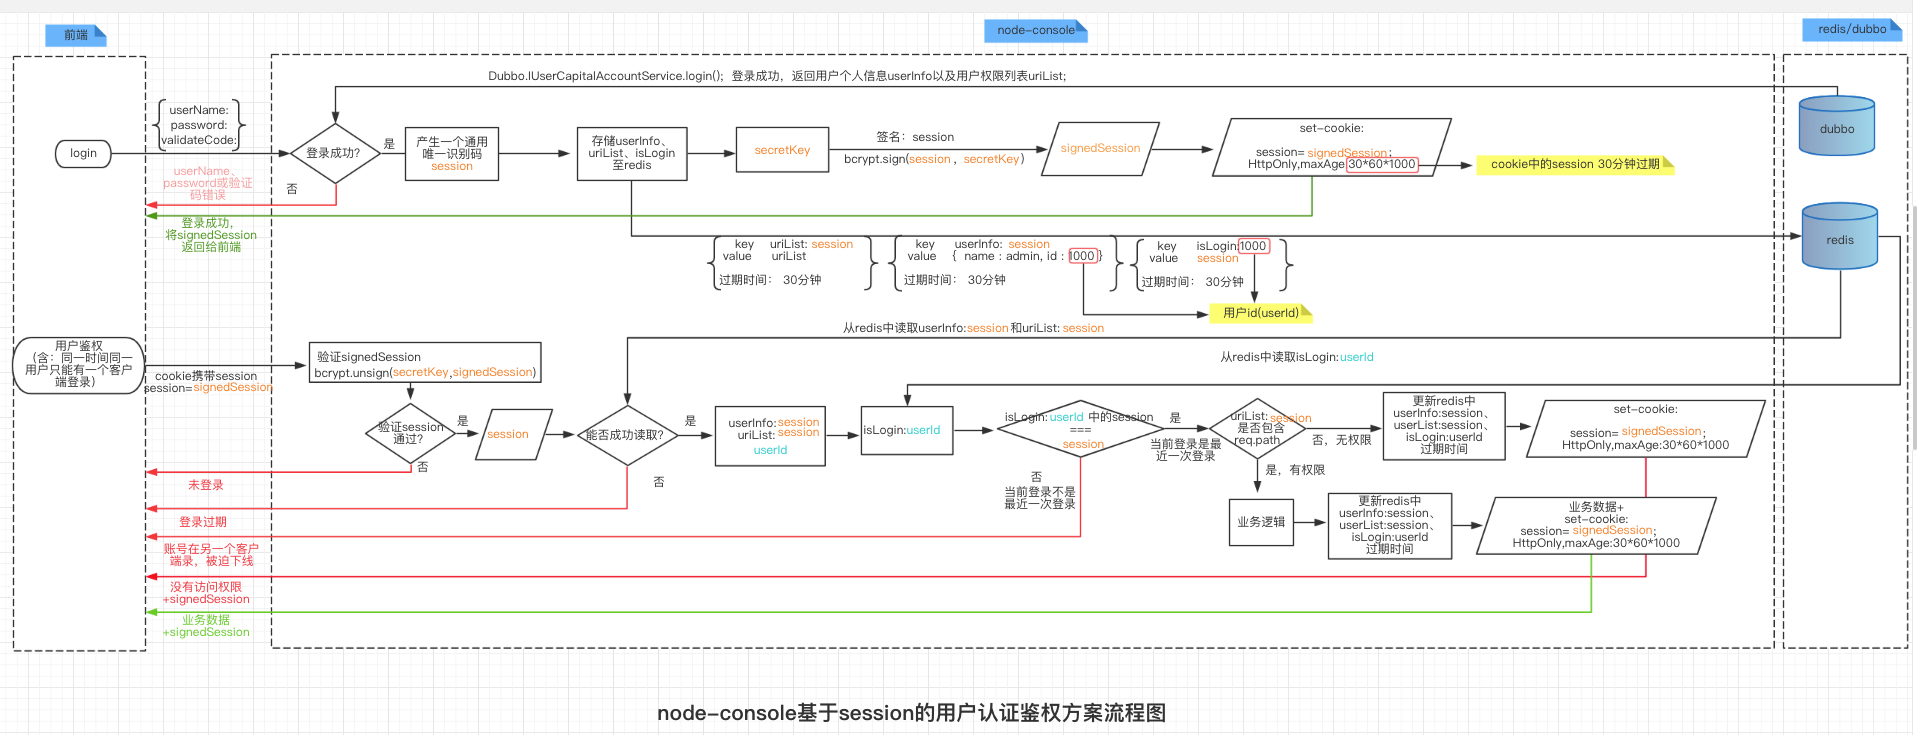 前端
node-console
redis/dubbo
Dubbo.IUserCapitalAccountService.login();  登录成功，返回用户个人信息userInfo以及用户权限列表uriList;
userName:
password:
validateCode:
login
登录成功?
是
否
产生一个通用
唯一识别码
session
存储userInfo、
uriList、isLogin
至redis
secretKey
签名：session
bcrypt.sign(session ，secretKey)
signedSession
set-cookie:
session= signedSession;
HttpOnly,maxAge:30*60*1000
cookie中的session 30分钟过期
dubbo
userName、
password或验证
码错误
登录成功，
将signedSession
返回给前端
key uriList: session
value uriList
过期时间： 30分钟
key userInfo: session
value { name : admin, id : 1000 }
过期时间： 30分钟
key isLogin:1000
value session
过期时间： 30分钟
redis
用户id(userId)
从redis中读取userInfo:session 和uriList: session
从redis中读取isLogin:userId
用户鉴权
（含：同一时间同一
用户只能有一个客户
端登录）
cookie携带session
session= signedSession
验证signedSession
bcrypt.unsign(secretKey,signedSession)
验证session
通过?
是
否
session
能否成功读取?
是
否
userInfo:session
uriList: session
userId
isLogin:userId
isLogin: userId 中的session
===
session
是
当前登录是最
近一次登录
否
当前登录不是
最近一次登录
uriList: session
是否包含
req.path
否，无权限
是，有权限
更新redis中
userInfo:session、
userList:session、
isLogin:userId
过期时间
set-cookie:
session= signedSession;
HttpOnly,maxAge:30*60*1000
业务逻辑
更新redis中
userInfo:session、
userList:session、
isLogin:userId
过期时间
业务数据+
set-cookie:
session= signedSession;
HttpOnly,maxAge:30*60*1000
未登录
登录过期
账号在另一个客户
端录，被迫下线
没有访问权限
+signedSession
业务数据
+signedSession
node-console基于session的用户认证鉴权方案流程图